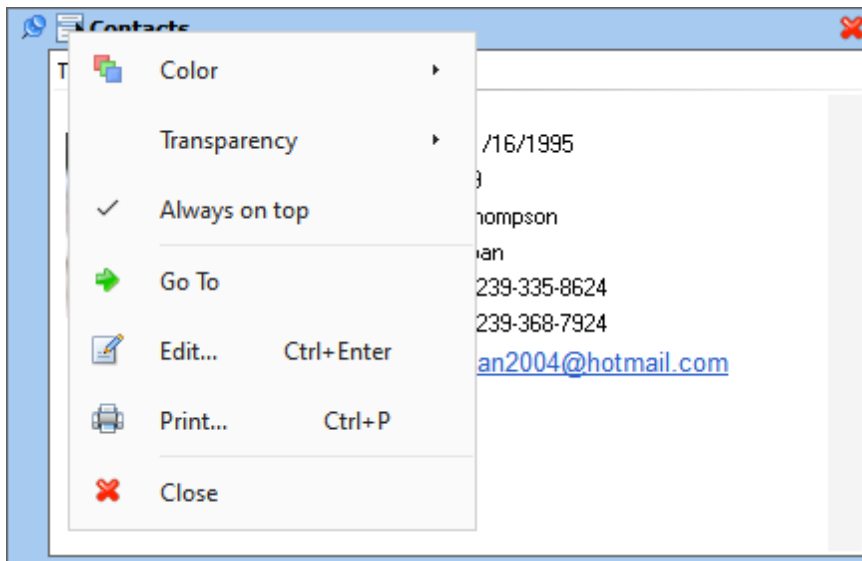 Contacts
T
Color
Transparency
/16/1995
Always on top
hompson
Go To
239-335-8624
239-368-7924
Edit... Ctrl+Enter
an2004@hotmail.com
Print... Ctrl+P
Close